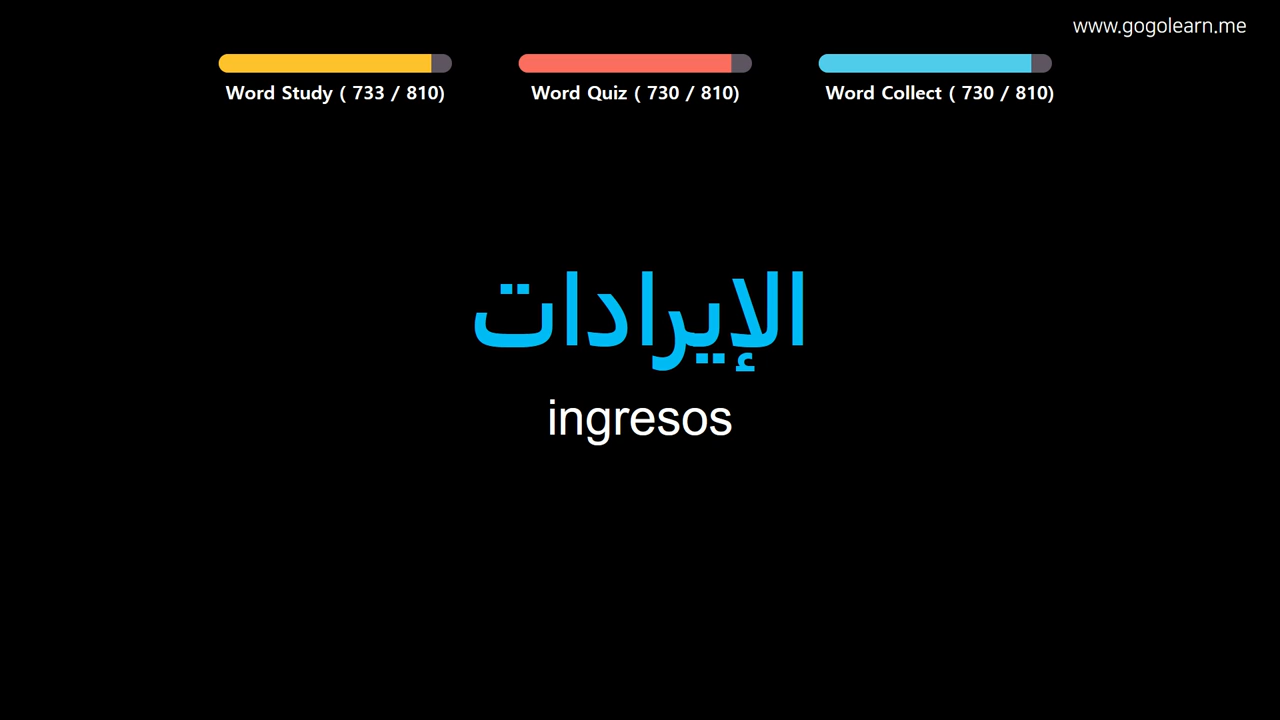 www.gogolearn.me
Word Study ( 733 / 810)
Word Quiz ( 730 / 810)
Word Collect ( 730 / 810)
الإيرادات
ingresos